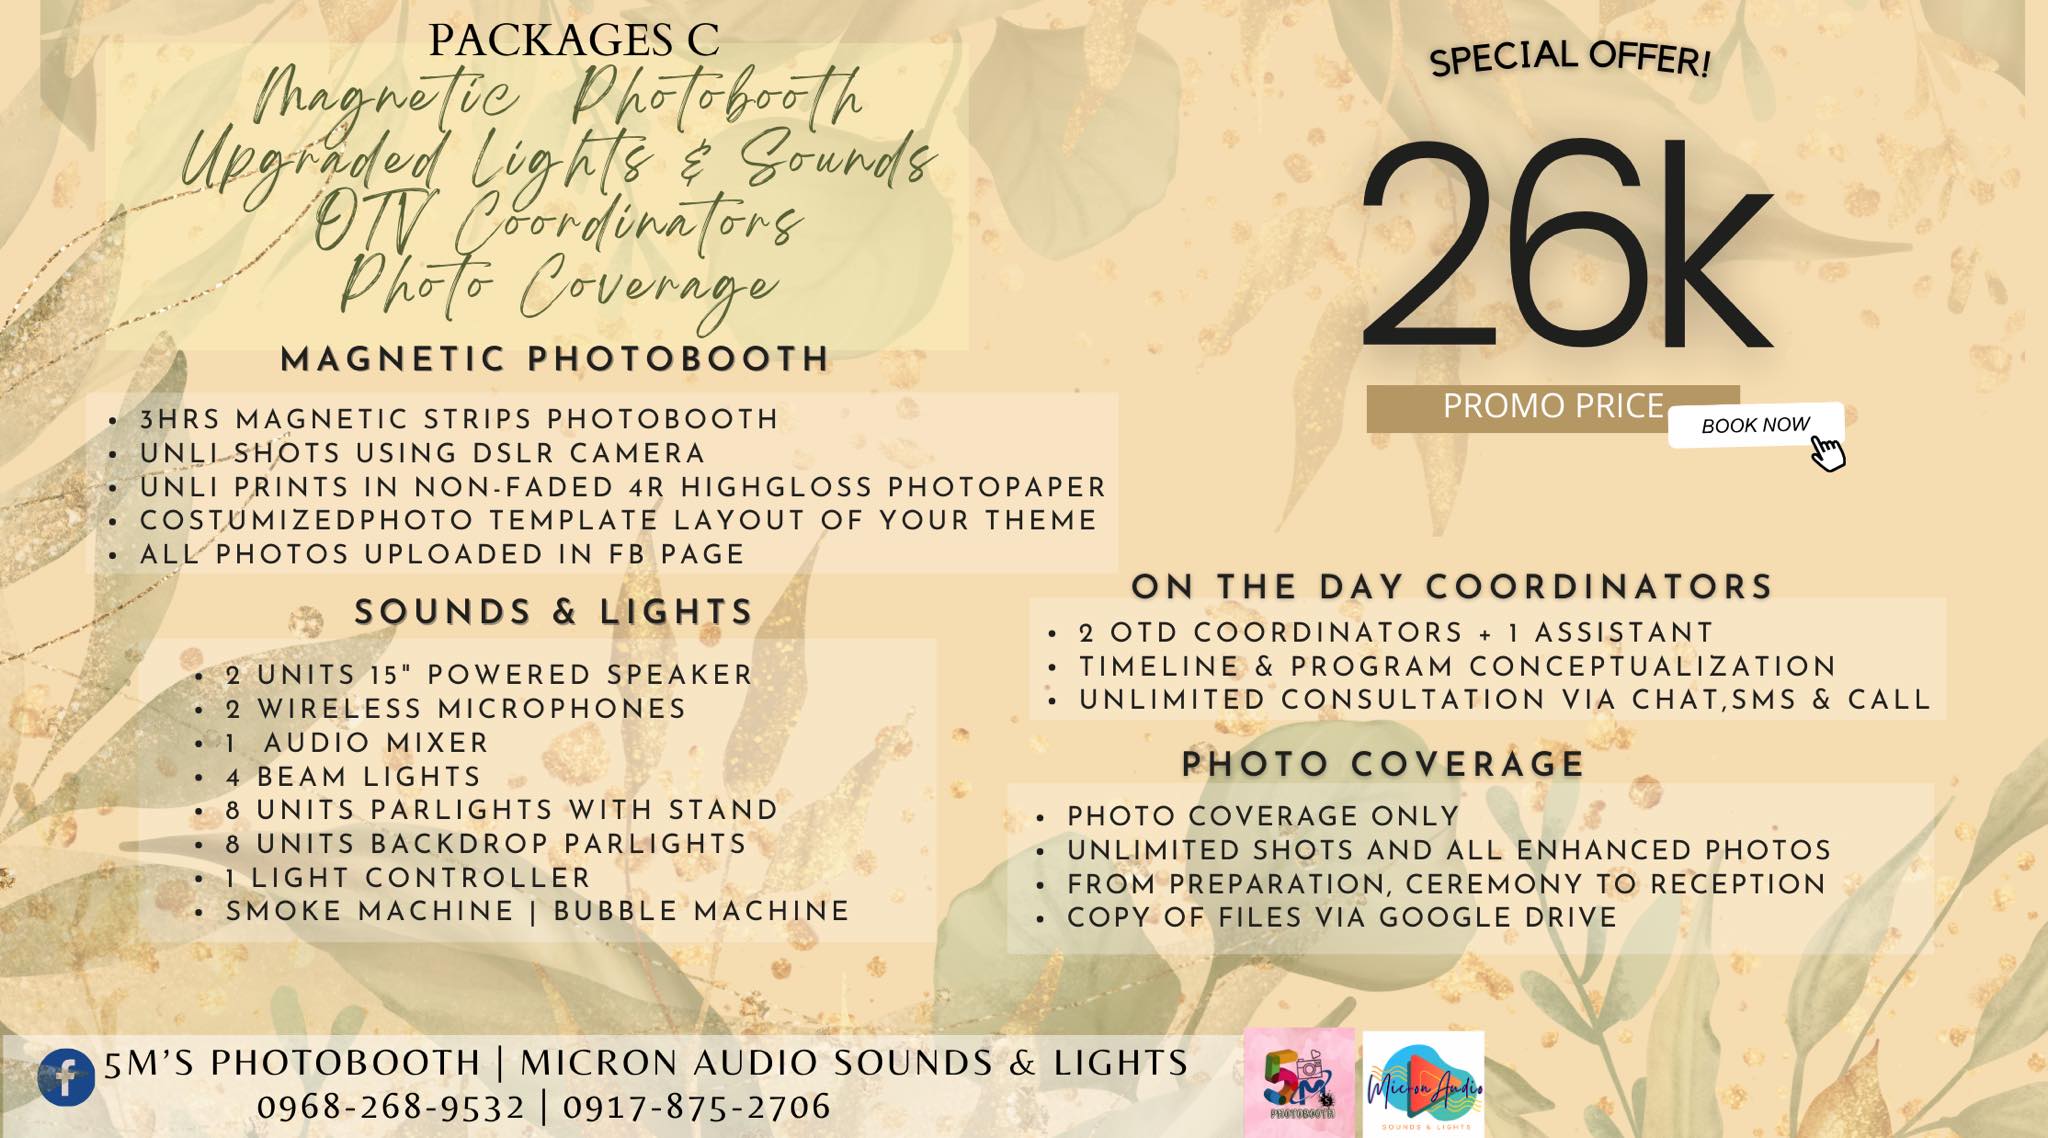 PACKAGES C
Magnetic Photobooth
Upgraded Lights & Sounds
OTV Coordinators
Photo Coverage
MAGNETIC PHOTOBOOTH
• 3HRS MAGNETIC STRIPS PHOTOBOOTH
• UNLI SHOTS USING DSLR CAMERA
• UNLI PRINTS IN NON-FADED 4R HIGHGLOSS PHOTOPAPER
• COSTUMIZEDPHOTO TEMPLATE LAYOUT OF YOUR THEME
• ALL PHOTOS UPLOADED IN FB PAGE
SOUNDS & LIGHTS
• 2 UNITS 15" POWERED SPEAKER
• 2 WIRELESS MICROPHONES
• 1 AUDIO MIXER
• 4 BEAM LIGHTS
• 8 UNITS PARLIGHTS WITH STAND
• 8 UNITS BACKDROP PARLIGHTS
• 1 LIGHT CONTROLLER
• SMOKE MACHINE | BUBBLE MACHINE
SPECIAL OFFER!
26k
PROMO PRICE
BOOK NOW
ON THE DAY COORDINATORS
• 2 OTD COORDINATORS + 1 ASSISTANT
• TIMELINE & PROGRAM CONCEPTUALIZATION
• UNLIMITED CONSULTATION VIA CHAT,SMS & CALL
PHOTO COVERAGE
• PHOTO COVERAGE ONLY
• UNLIMITED SHOTS AND ALL ENHANCED PHOTOS
• FROM PREPARATION, CEREMONY TO RECEPTION
• COPY OF FILES VIA GOOGLE DRIVE
5M'S PHOTOBOOTH | MICRON AUDIO SOUNDS & LIGHTS
0968-268-9532 | 0917-875-2706
5M's
PHOTOBOOTH
Micron Audio
SOUNDS & LIGHTS